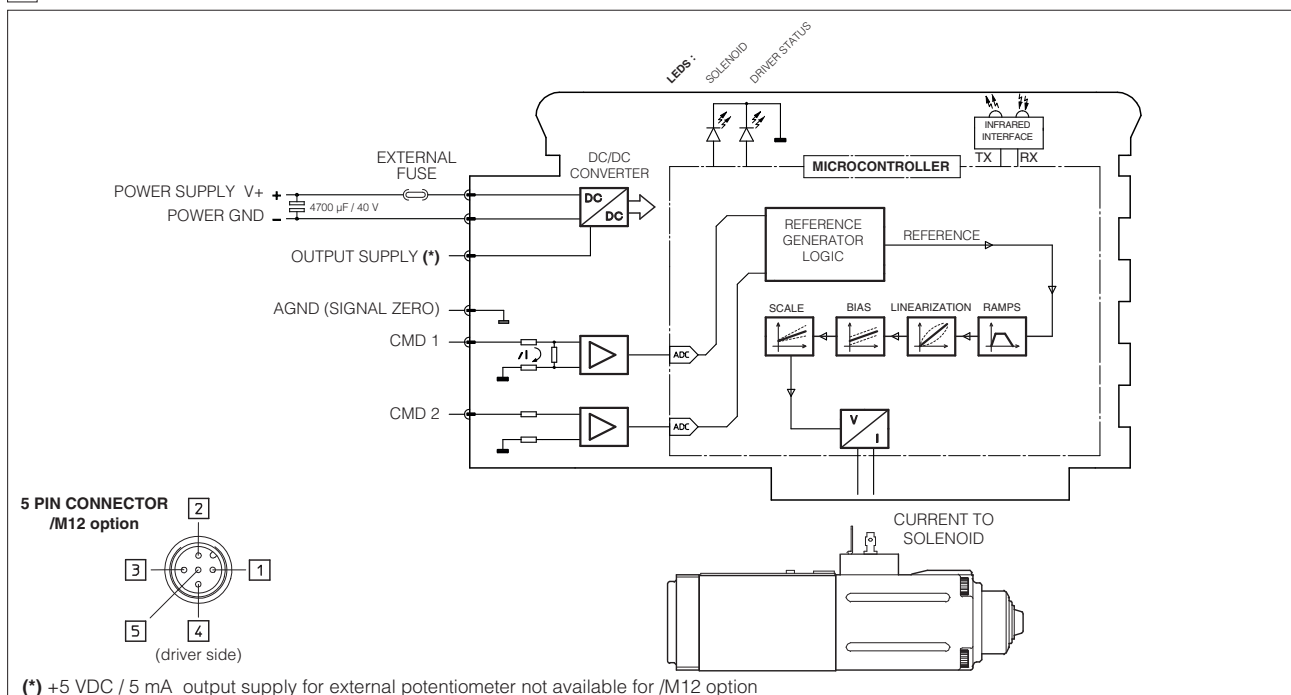 LEDS :
SOLENOID
DRIVER STATUS
INFRARED
INTERFACE
TX
RX
MICROCONTROLLER
EXTERNAL
FUSE
DC/DC
CONVERTER
POWER SUPPLY V+ +
4700 µF / 40 V
POWER GND –
DC
DC
OUTPUT SUPPLY (*)
REFERENCE
GENERATOR
LOGIC
REFERENCE
AGND (SIGNAL ZERO)
SCALE
BIAS
LINEARIZATION
RAMPS
CMD 1
/I
ADC
CMD 2
ADC
V
I
5 PIN CONNECTOR
/M12 option
2
3
1
5
4
(driver side)
CURRENT TO
SOLENOID
(*) +5 VDC / 5 mA output supply for external potentiometer not available for /M12 option